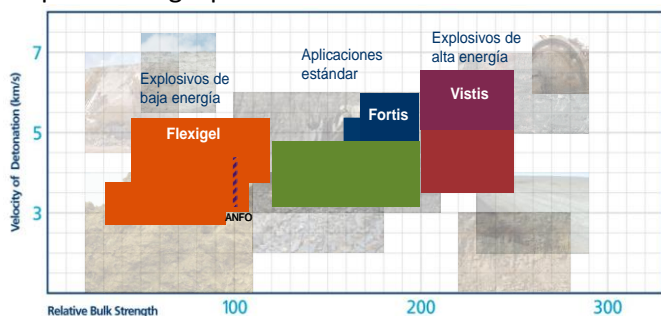 Explosivos de
baja energía
Aplicaciones
estándar
Explosivos de
alta energía
Flexigel
Fortis
Vistis
ANFO
Velocity of Detonation (km/s)
7
5
3
Relative Bulk Strength
100
200
300